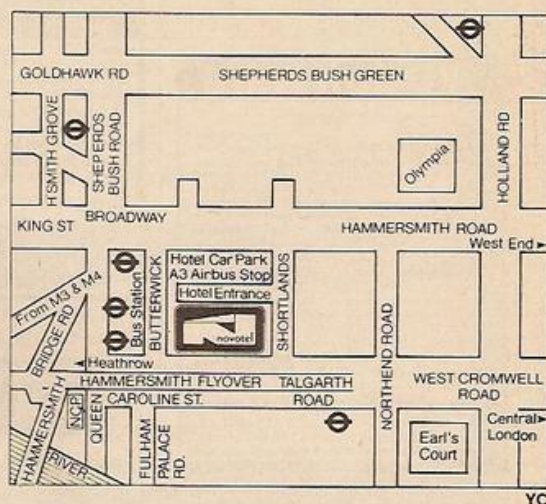 GOLDHAWK RD
SHEPHERDS BUSH GREEN
H'SMITH GROVE
SHEPHERDS
BUSH ROAD
HOLLAND RD
Olympia
BROADWAY
KING ST
HAMMERSMITH ROAD
West End
Hotel Car Park
A3 Airbus Stop
Hotel Entrance
novotel
Bus Station
BUTTERWICK
SHORTLANDS
From M3 & M4
HAMMERSMITH
BRIDGE RD
Heathrow
NORTHEND ROAD
HAMMERSMITH FLYOVER
TALGARTH
ROAD
WEST CROMWELL
ROAD
QUEEN
CAROLINE ST.
NCP
FULHAM
PALACE
RD.
Earl's
Court
Central
London
RIVER
YO